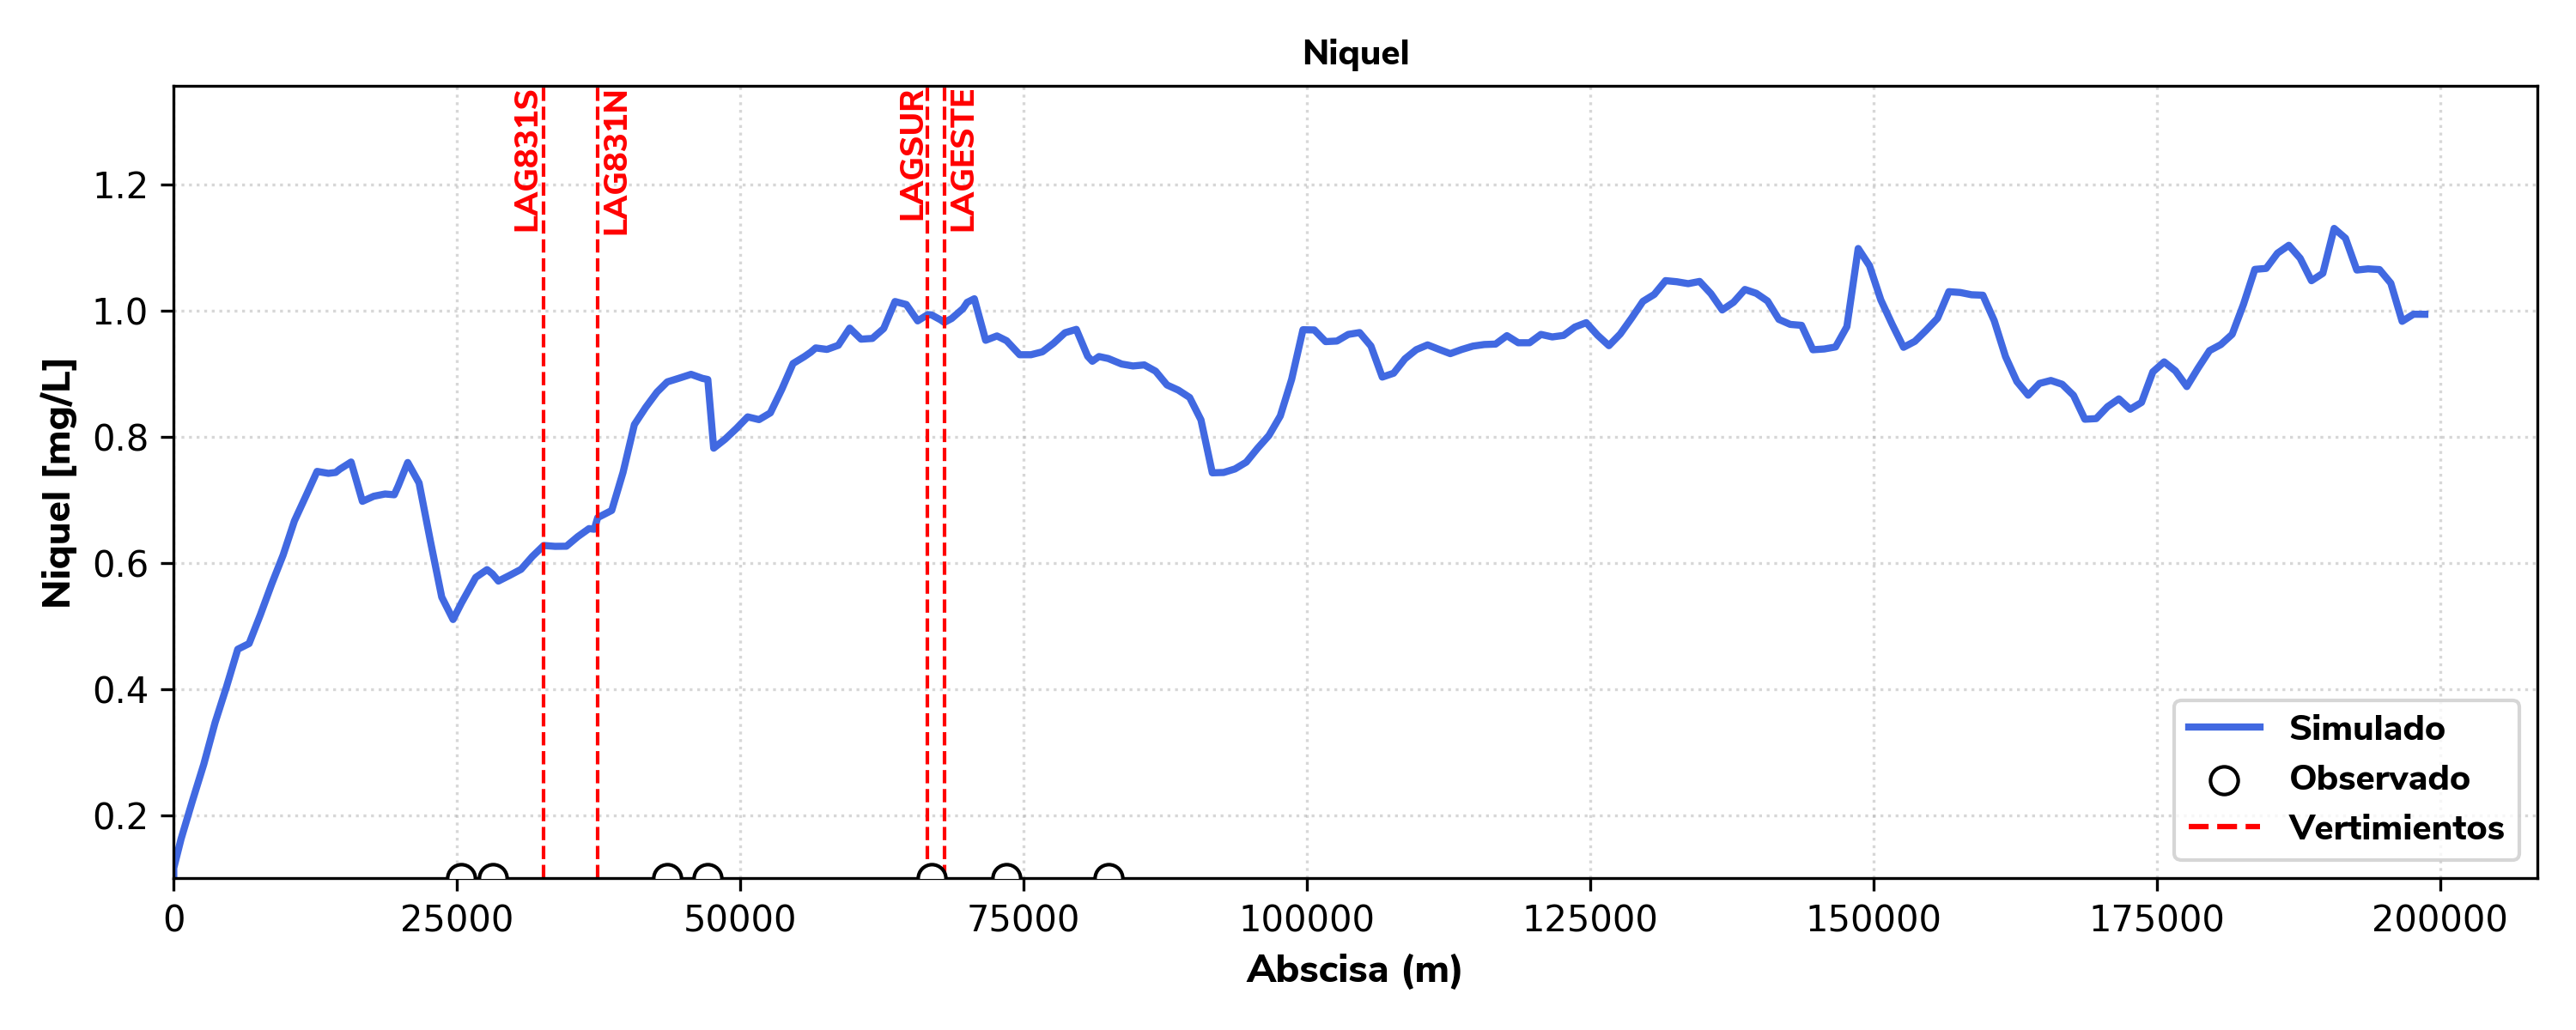 Niquel
LAG831S
LAG831N
LAGSUR
LAGESTE
1.2
1.0
0.8
0.6
0.4
0.2
Niquel [mg/L]
Simulado
Observado
Vertimientos
0 25000 50000 75000 100000 125000 150000 175000 200000
Abscisa (m)